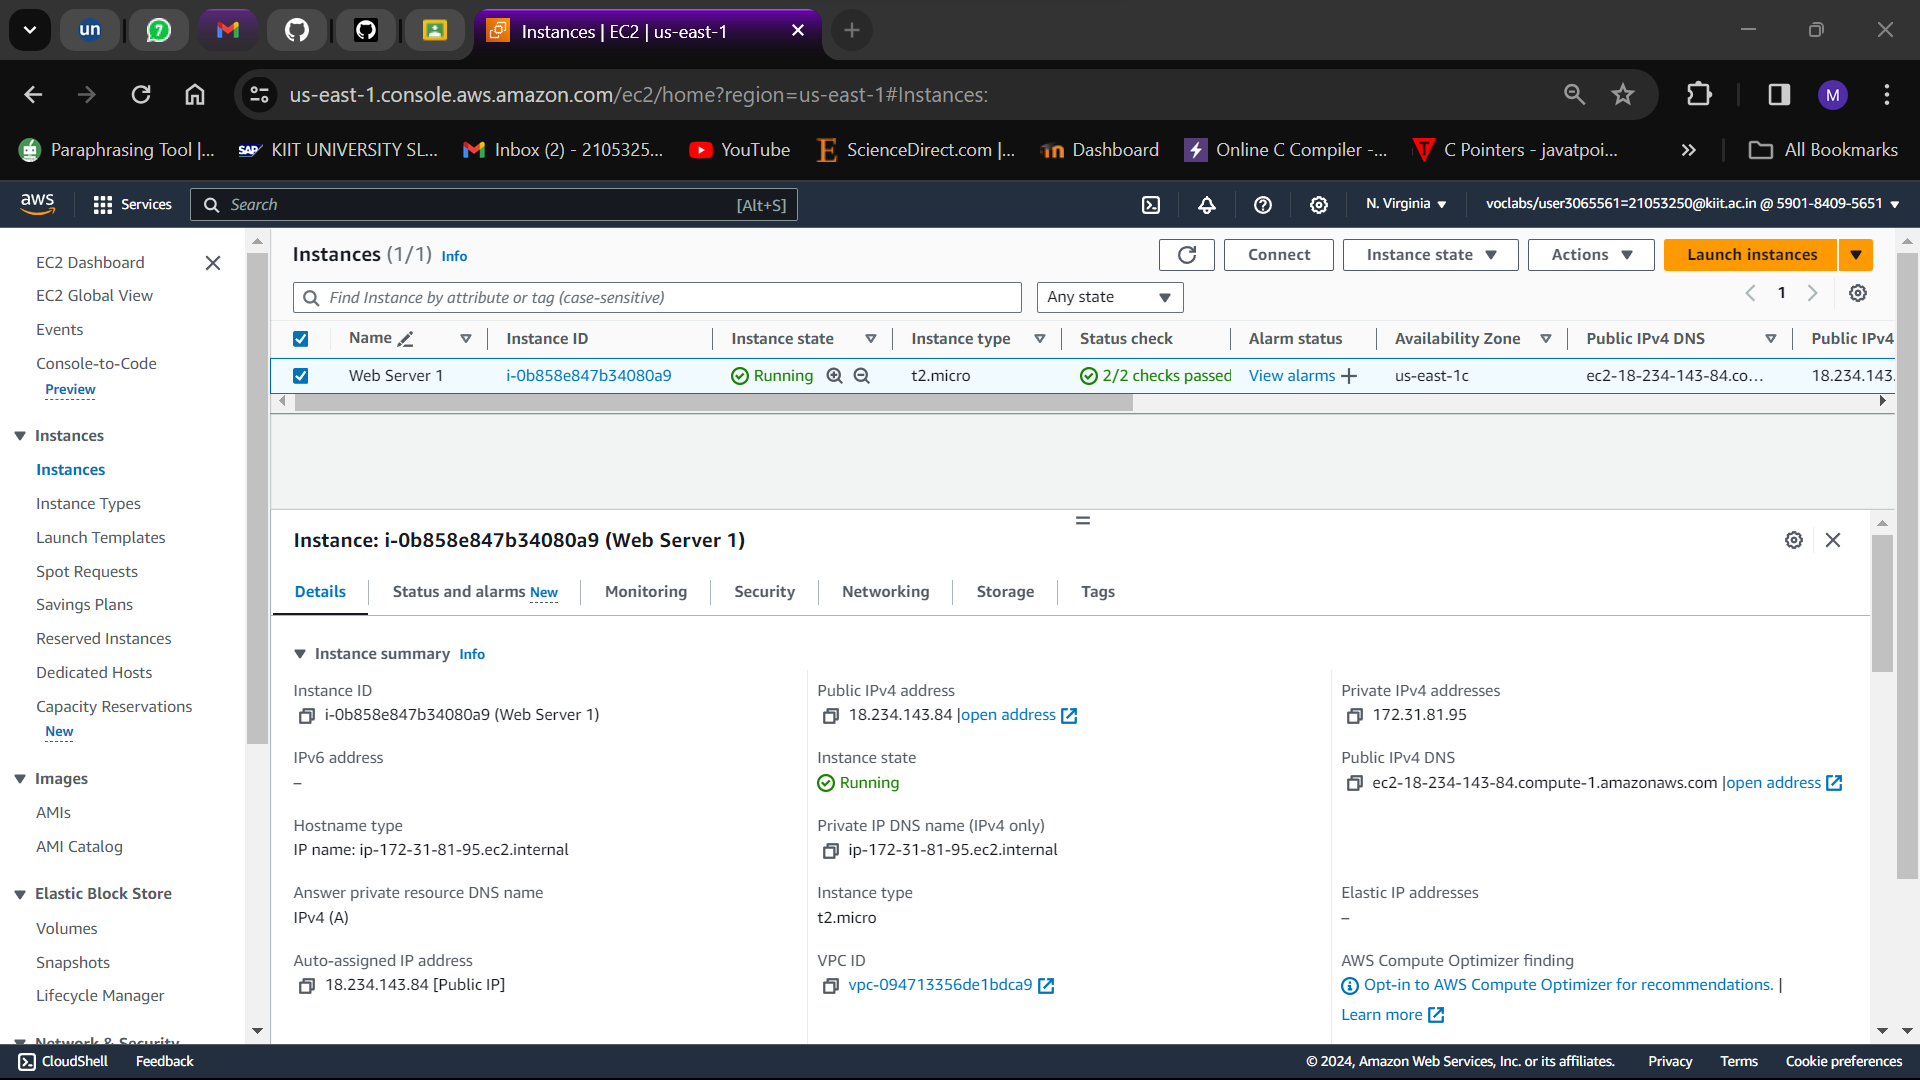 un
7
Instances | EC2 | us-east-1
us-east-1.console.aws.amazon.com/ec2/home?region=us-east-1#Instances:
M
Paraphrasing Tool |...
SAP
KIIT UNIVERSITY SL...
Inbox (2) - 2105325...
YouTube
ScienceDirect.com |...
Dashboard
Online C Compiler -...
C Pointers - javatpoi...
All Bookmarks
aws
Services
Search
[Alt+S]
N. Virginia
voclabs/user3065561=21053250@kiit.ac.in @ 5901-8409-5651
EC2 Dashboard
EC2 Global View
Events
Console-to-Code
Preview
Instances
Instances
Instance Types
Launch Templates
Spot Requests
Savings Plans
Reserved Instances
Dedicated Hosts
Capacity Reservations
New
Images
AMIs
AMI Catalog
Elastic Block Store
Volumes
Snapshots
Lifecycle Manager
Network & Security
Instances (1/1) Info
Connect
Instance state
Actions
Launch instances
Find Instance by attribute or tag (case-sensitive)
Any state
1
Name
Instance ID
Instance state
Instance type
Status check
Alarm status
Availability Zone
Public IPv4 DNS
Public IPv4
Web Server 1
i-0b858e847b34080a9
Running
t2.micro
2/2 checks passed
View alarms
us-east-1c
ec2-18-234-143-84.co...
18.234.143.
Instance: i-0b858e847b34080a9 (Web Server 1)
Details
Status and alarms New
Monitoring
Security
Networking
Storage
Tags
Instance summary Info
Instance ID
i-0b858e847b34080a9 (Web Server 1)
Public IPv4 address
18.234.143.84 |open address
Private IPv4 addresses
172.31.81.95
IPv6 address
–
Instance state
Running
Public IPv4 DNS
ec2-18-234-143-84.compute-1.amazonaws.com |open address
Hostname type
IP name: ip-172-31-81-95.ec2.internal
Private IP DNS name (IPv4 only)
ip-172-31-81-95.ec2.internal
Answer private resource DNS name
IPv4 (A)
Instance type
t2.micro
Elastic IP addresses
–
Auto-assigned IP address
18.234.143.84 [Public IP]
VPC ID
vpc-094713356de1bdca9
AWS Compute Optimizer finding
Opt-in to AWS Compute Optimizer for recommendations. |
Learn more
CloudShell
Feedback
© 2024, Amazon Web Services, Inc. or its affiliates.
Privacy
Terms
Cookie preferences